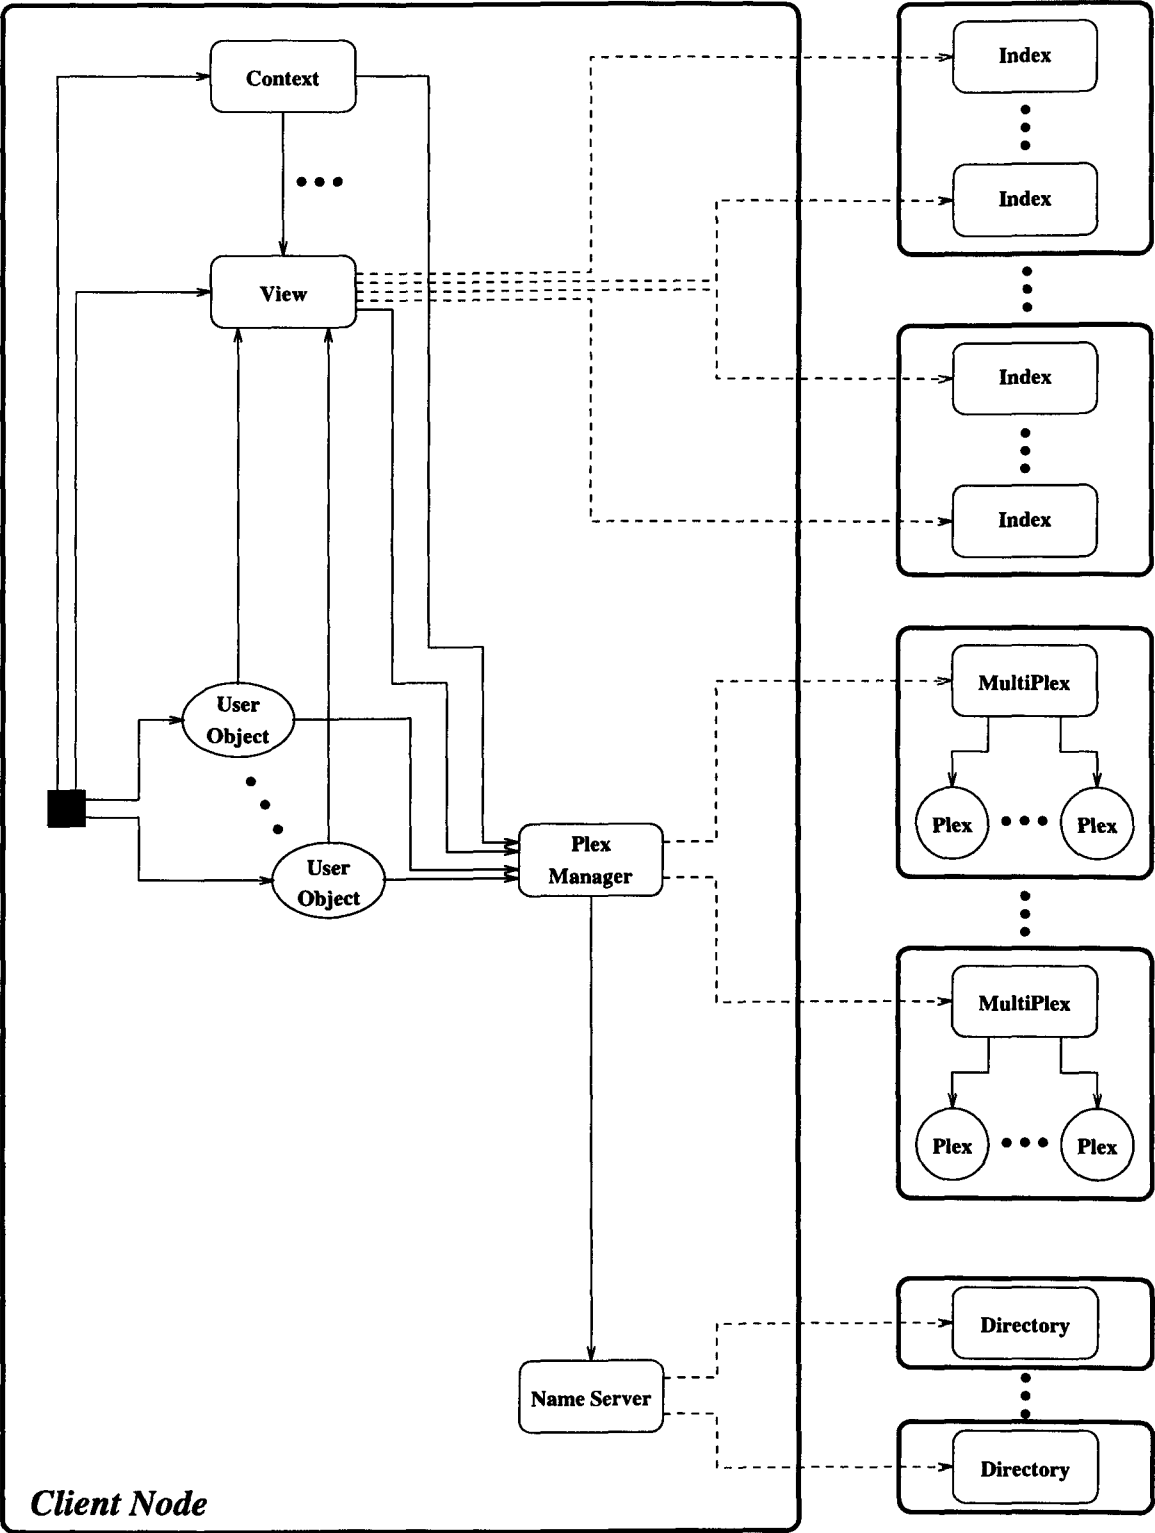 Context
Index
Index
View
Index
Index
User
Object
MultiPlex
Plex
Plex
Plex
Manager
User
Object
MultiPlex
Plex
Plex
Directory
Name Server
Directory
Client Node